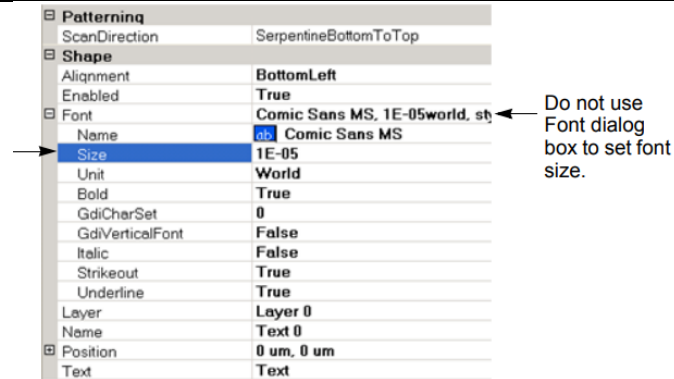 Patterning
ScanDirection SerpentineBottomToTop
Shape
Alignment BottomLeft
Enabled True
Font Comic Sans MS, 1E-05world, sty
Name ab Comic Sans MS
Size 1E-05
Unit World
Bold True
GdiCharSet 0
GdiVerticalFont False
Italic False
Strikeout True
Underline True
Layer Layer 0
Name Text 0
Position 0 um, 0 um
Text Text
Do not use
Font dialog
box to set font
size.